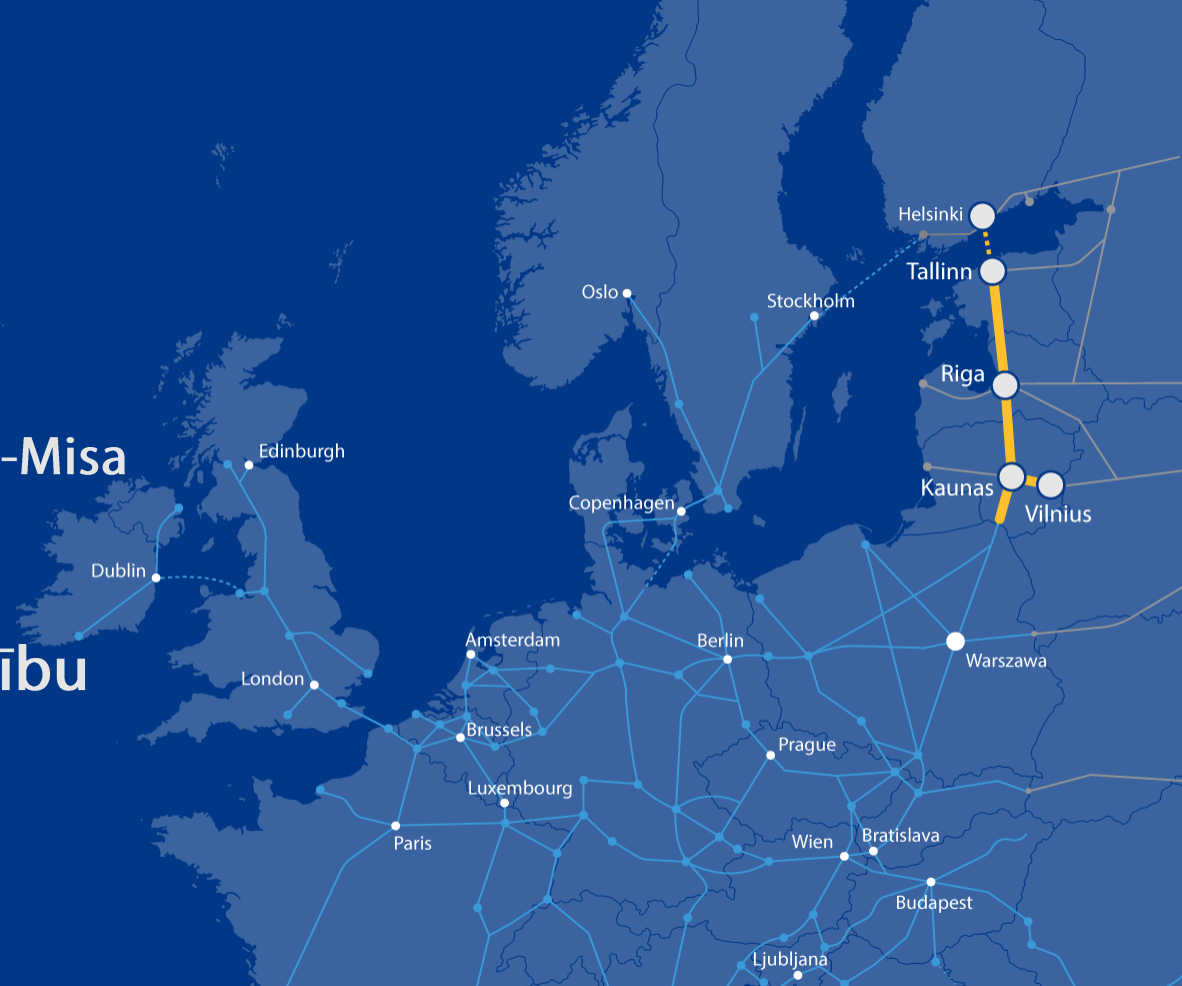 Helsinki
Tallinn
Oslo
Stockholm
Riga
-Misa
Edinburgh
Kaunas
Copenhagen
Vilnius
Dublin
Amsterdam
Berlin
Warszawa
ību
London
Brussels
Prague
Luxembourg
Paris
Wien
Bratislava
Budapest
Ljubljana